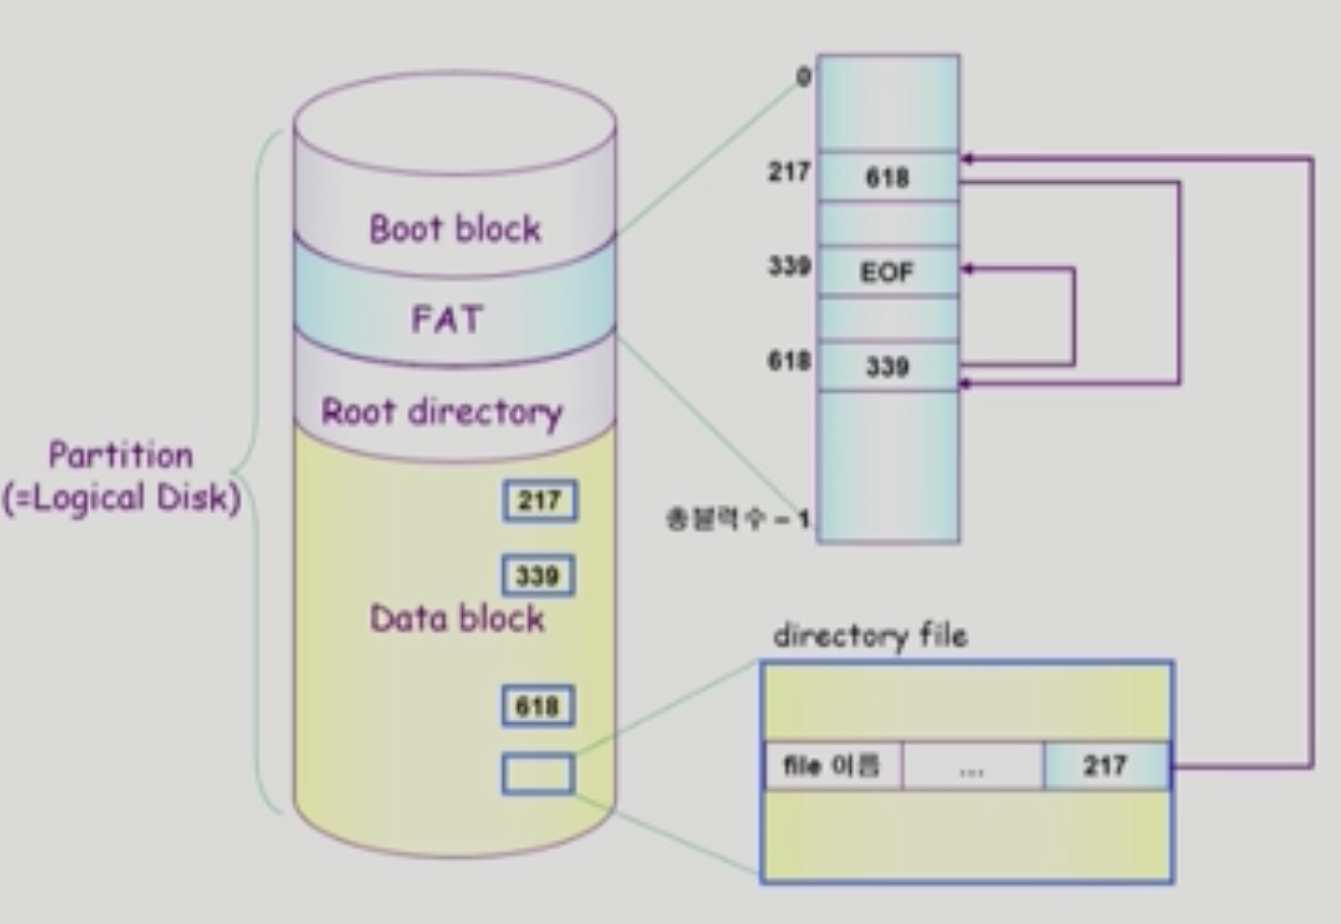 Boot block
FAT
Root directory
Partition
(=Logical Disk)
217
339
Data block
618
0
217
618
339
EOF
618
339
총블럭수 – 1
directory file
file 이름
...
217